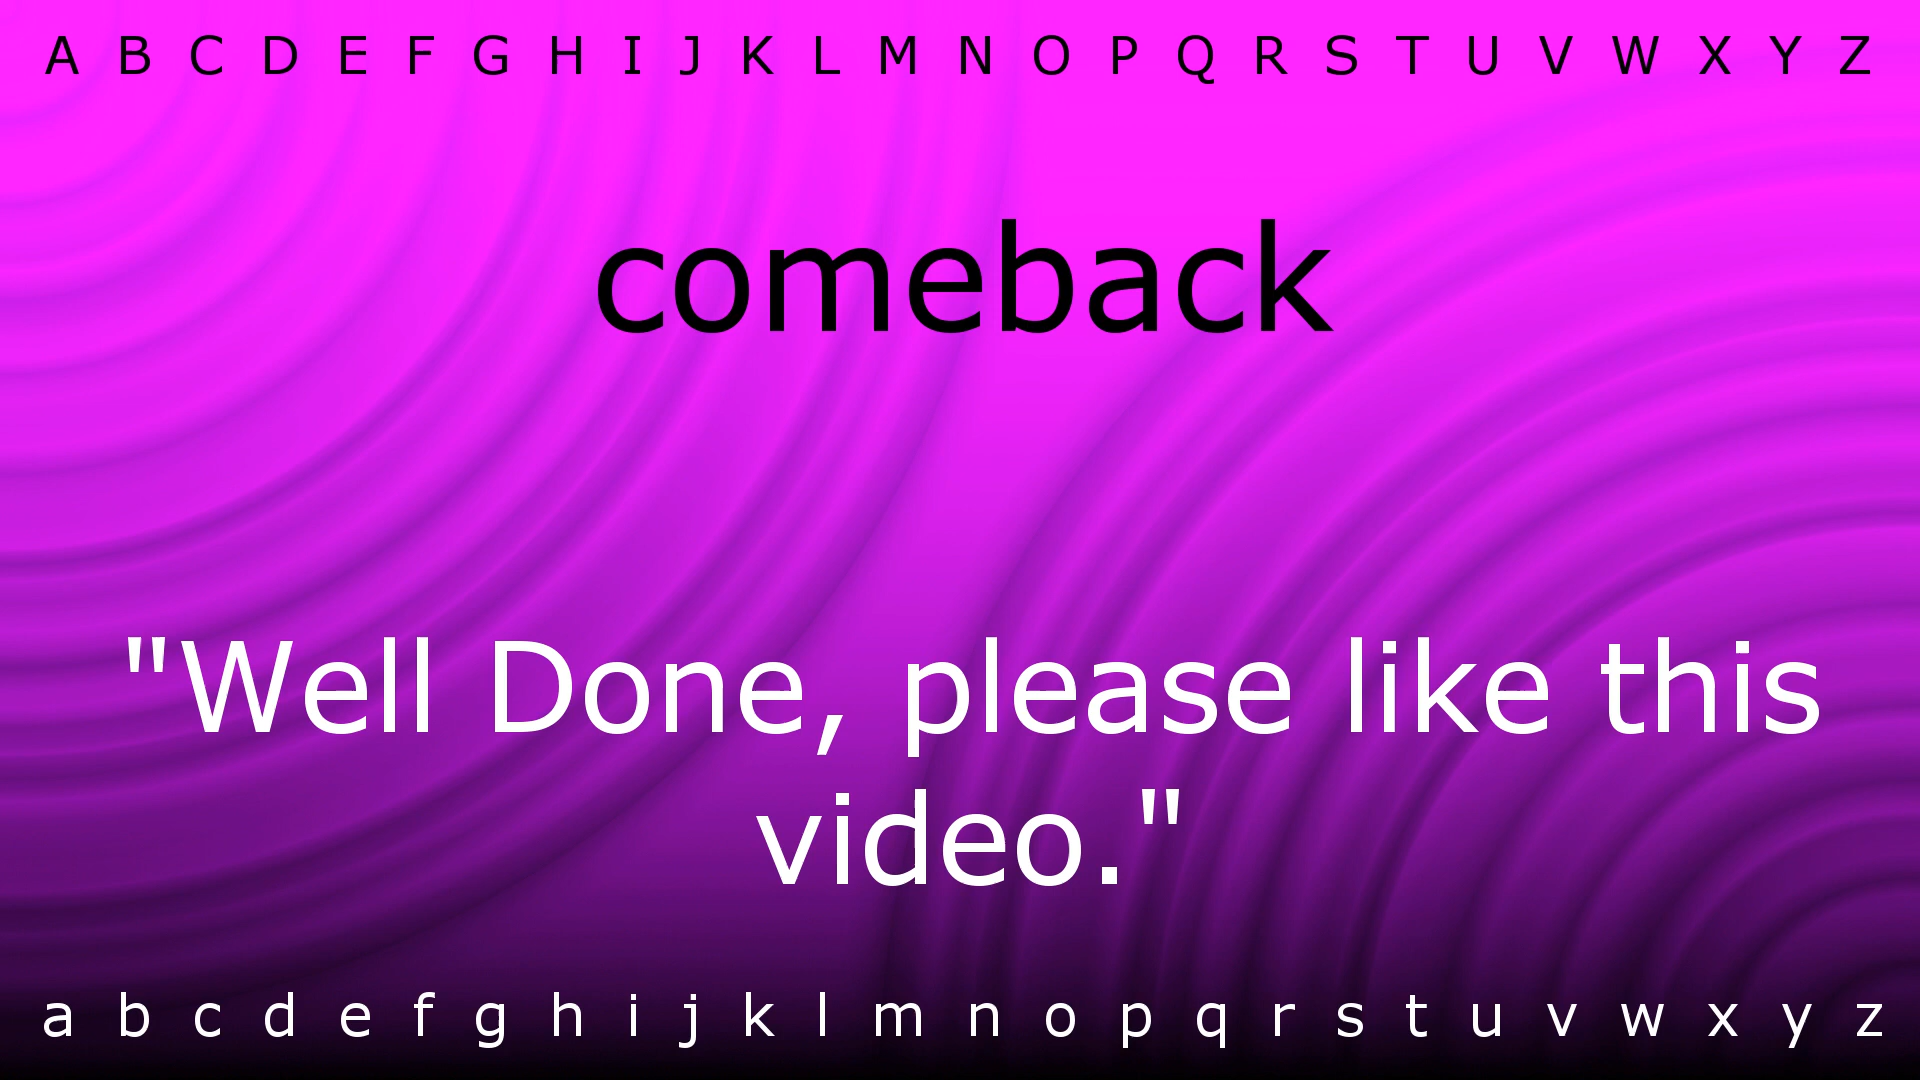 A B C D E F G H I J K L M N O P Q R S T U V W X Y Z
comeback
"Well Done, please like this
video."
a b c d e f g h i j k l m n o p q r s t u v w x y z